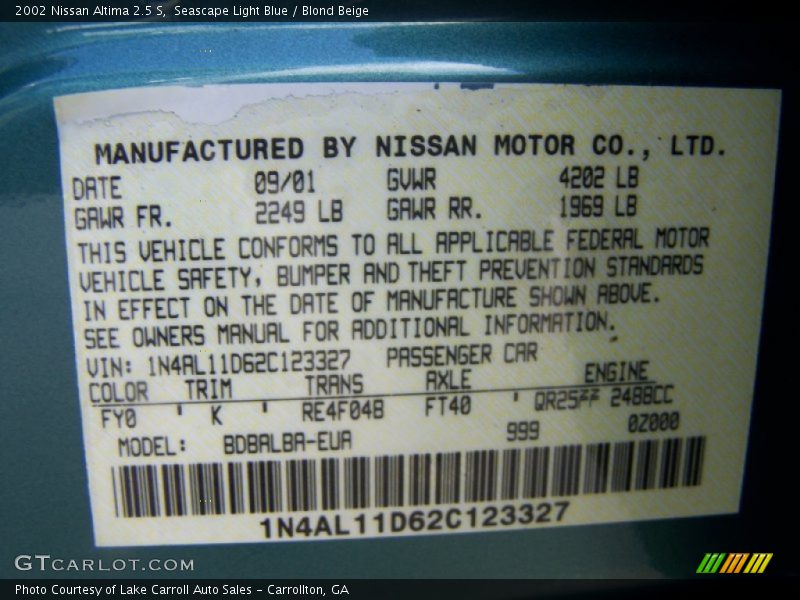 2002 Nissan Altima 2.5 S,  Seascape Light Blue / Blond Beige
MANUFACTURED BY NISSAN MOTOR CO., LTD.
DATE 09/01 GVWR 4202 LB
GAWR FR. 2249 LB GAWR RR. 1969 LB
THIS VEHICLE CONFORMS TO ALL APPLICABLE FEDERAL MOTOR
VEHICLE SAFETY, BUMPER AND THEFT PREVENTION STANDARDS
IN EFFECT ON THE DATE OF MANUFACTURE SHOWN ABOVE.
SEE OWNERS MANUAL FOR ADDITIONAL INFORMATION.
VIN: 1N4AL11D62C123327 PASSENGER CAR
COLOR TRIM TRANS AXLE ENGINE
FY0 ' K ' RE4F04B FT40 ' QR25## 2488CC
MODEL: BDBALBA-EUA 999 0Z000
1N4AL11D62C123327
GTCARLOT.COM
Photo Courtesy of Lake Carroll Auto Sales - Carrollton, GA